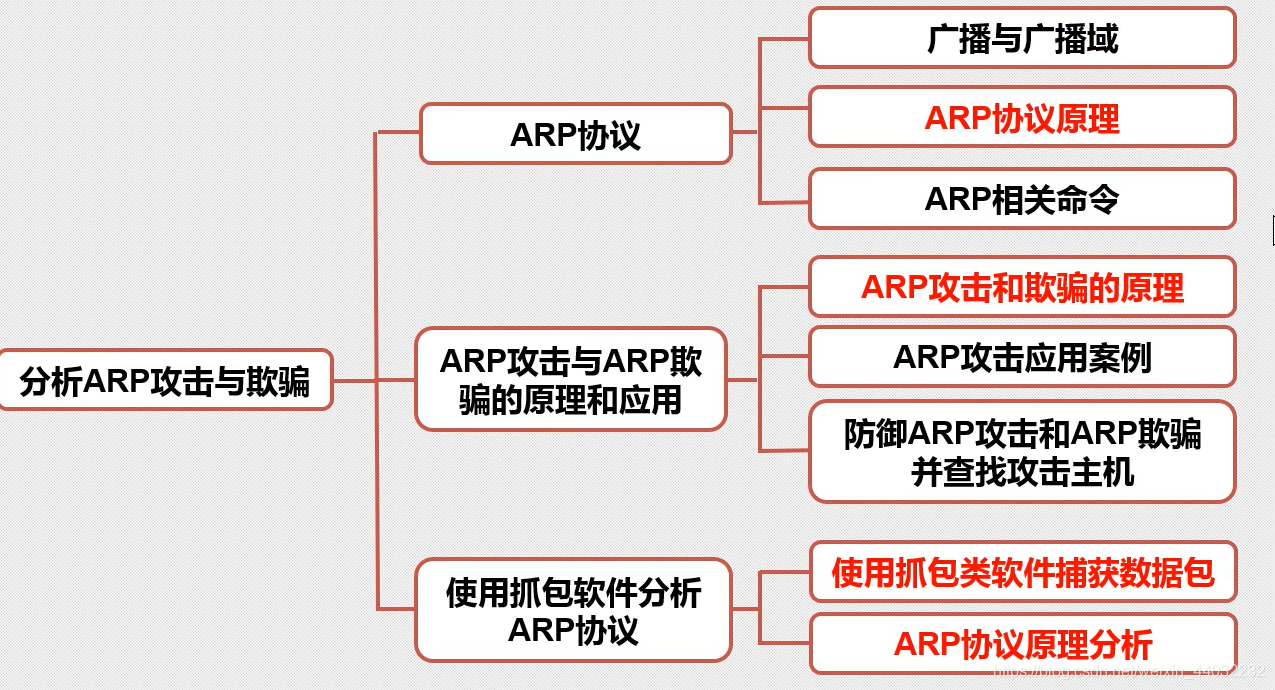 广播与广播域
ARP协议
ARP协议原理
ARP相关命令
ARP攻击和欺骗的原理
ARP攻击与ARP欺
骗的原理和应用
ARP攻击应用案例
分析ARP攻击与欺骗
防御ARP攻击和ARP欺骗
并查找攻击主机
使用抓包软件分析
ARP协议
使用抓包类软件捕获数据包
ARP协议原理分析
https://blog.csdn.net/weixin_44032232